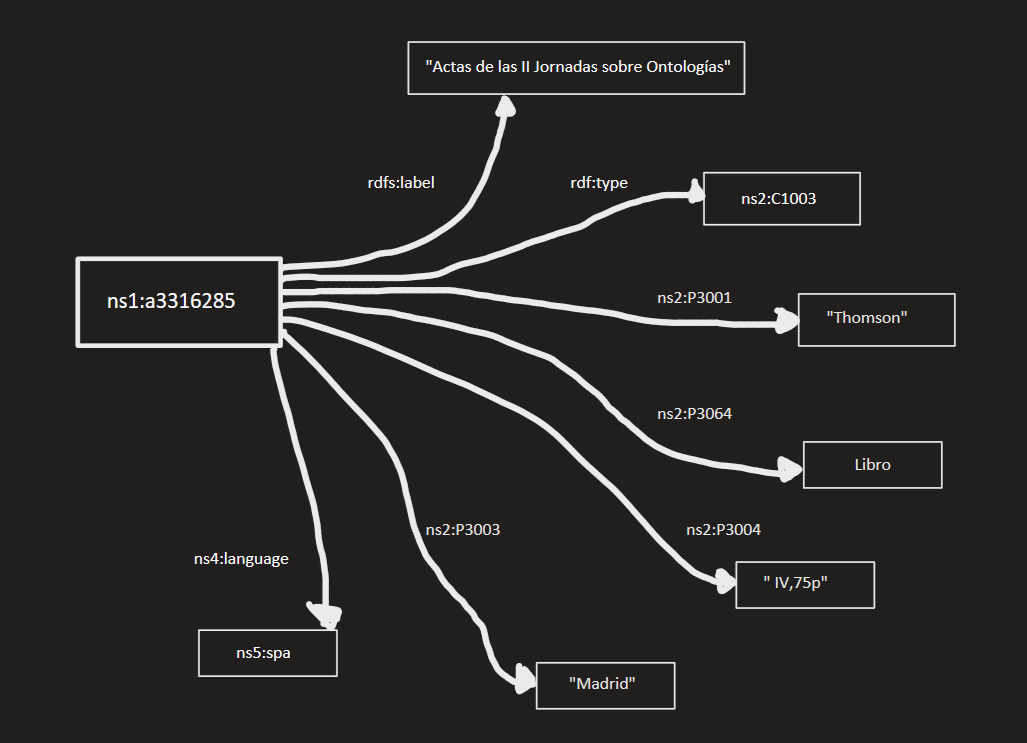 "Actas de las II Jornadas sobre Ontologías"
rdfs:label
rdf:type
ns2:C1003
ns1:a3316285
ns2:P3001
"Thomson"
ns2:P3064
Libro
ns2:P3003
ns2:P3004
ns4:language
" IV,75p"
ns5:spa
"Madrid"